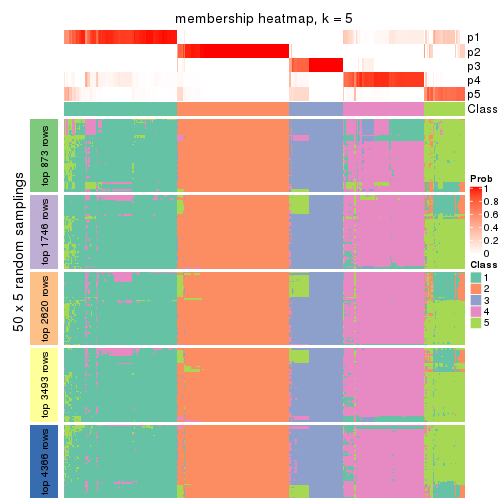 membership heatmap, k = 5
p1
p2
p3
p4
p5
Class
50 x 5 random samplings
top 873 rows
top 1746 rows
top 2620 rows
top 3493 rows
top 4366 rows
Prob
1
0.8
0.6
0.4
0.2
0
Class
1
2
3
4
5